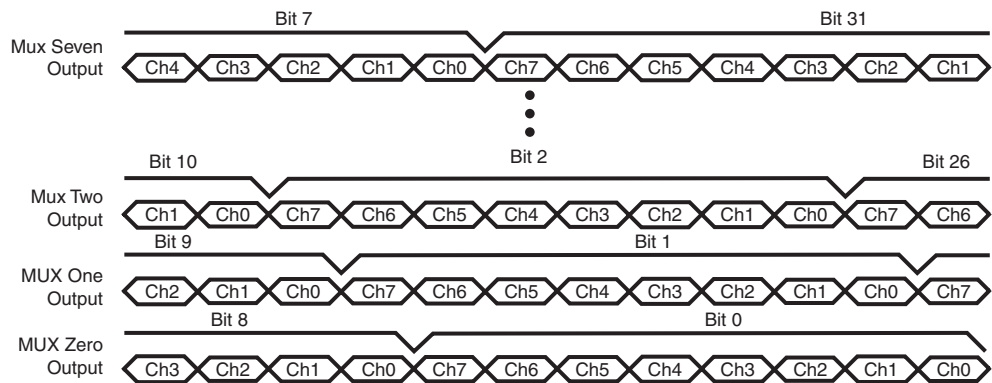 Bit 7 Bit 31
Mux Seven
Output Ch4 Ch3 Ch2 Ch1 Ch0 Ch7 Ch6 Ch5 Ch4 Ch3 Ch2 Ch1
Bit 10 Bit 2 Bit 26
Mux Two
Output Ch1 Ch0 Ch7 Ch6 Ch5 Ch4 Ch3 Ch2 Ch1 Ch0 Ch7 Ch6
Bit 9 Bit 1
MUX One
Output Ch2 Ch1 Ch0 Ch7 Ch6 Ch5 Ch4 Ch3 Ch2 Ch1 Ch0 Ch7
Bit 8 Bit 0
MUX Zero
Output Ch3 Ch2 Ch1 Ch0 Ch7 Ch6 Ch5 Ch4 Ch3 Ch2 Ch1 Ch0